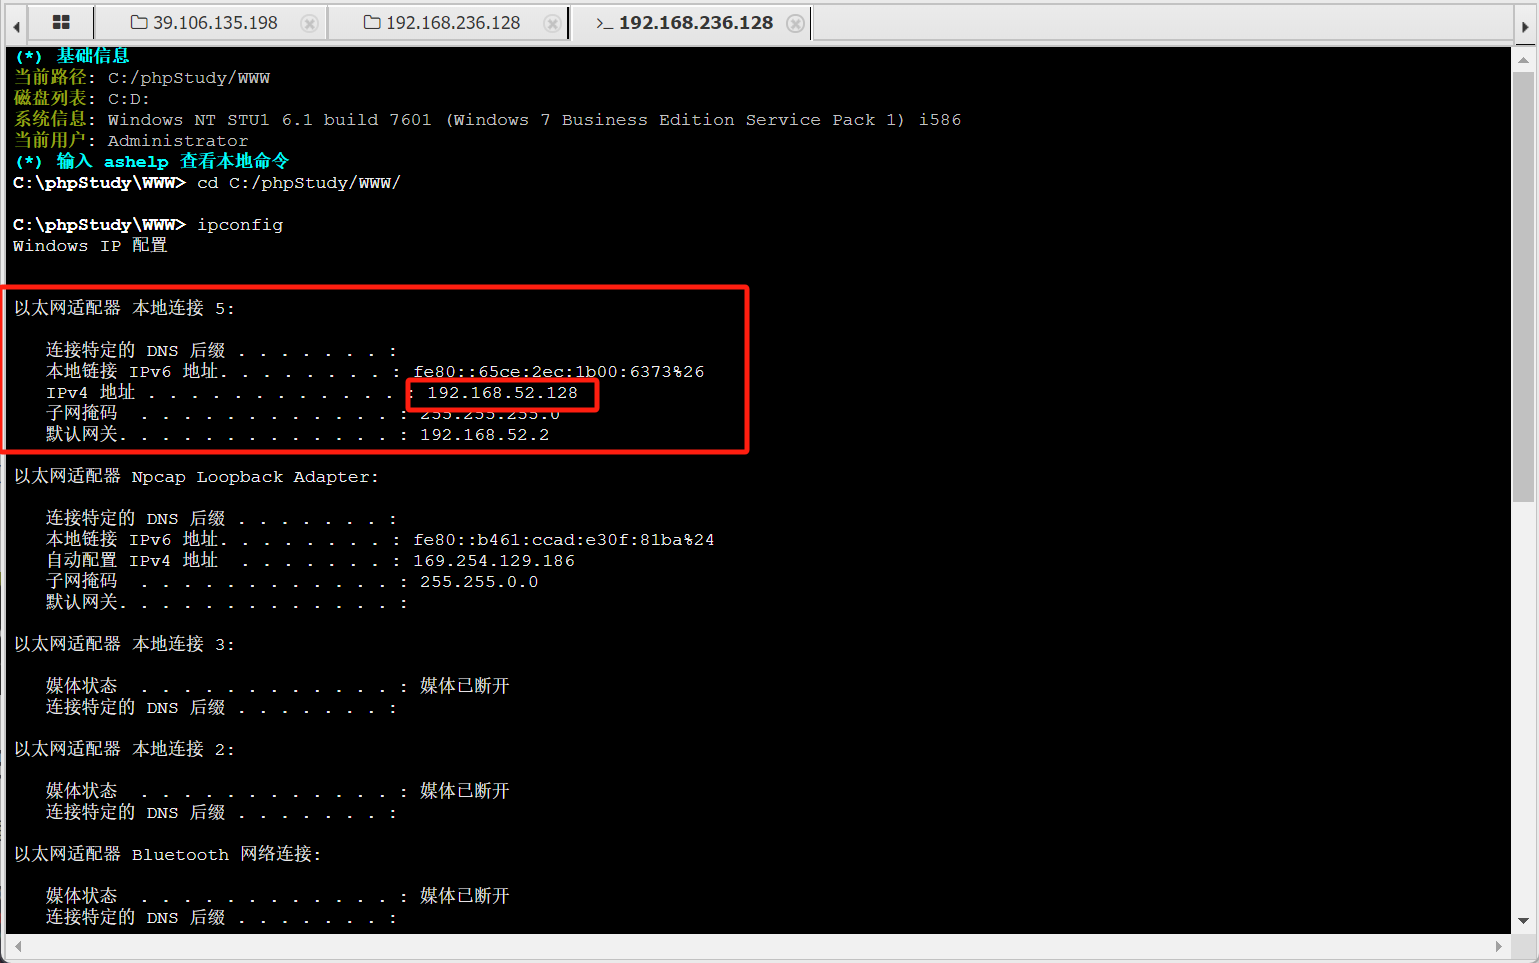 39.106.135.198
192.168.236.128
>_ 192.168.236.128
(*) 基础信息
当前路径: C:/phpStudy/WWW
磁盘列表: C:D:
系统信息: Windows NT STU1 6.1 build 7601 (Windows 7 Business Edition Service Pack 1) i586
当前用户: Administrator
(*) 输入 ashelp 查看本地命令
C:\phpStudy\WWW> cd C:/phpStudy/WWW/
C:\phpStudy\WWW> ipconfig
Windows IP 配置
以太网适配器 本地连接 5:
连接特定的 DNS 后缀 . . . . . . . :
本地链接 IPv6 地址. . . . . . . . : fe80::65ce:2ec:1b00:6373%26
IPv4 地址 . . . . . . . . . . . . : 192.168.52.128
子网掩码  . . . . . . . . . . . . : 255.255.255.0
默认网关. . . . . . . . . . . . . : 192.168.52.2
以太网适配器 Npcap Loopback Adapter:
连接特定的 DNS 后缀 . . . . . . . :
本地链接 IPv6 地址. . . . . . . . : fe80::b461:ccad:e30f:81ba%24
自动配置 IPv4 地址  . . . . . . . : 169.254.129.186
子网掩码  . . . . . . . . . . . . : 255.255.0.0
默认网关. . . . . . . . . . . . . :
以太网适配器 本地连接 3:
媒体状态  . . . . . . . . . . . . : 媒体已断开
连接特定的 DNS 后缀 . . . . . . . :
以太网适配器 本地连接 2:
媒体状态  . . . . . . . . . . . . : 媒体已断开
连接特定的 DNS 后缀 . . . . . . . :
以太网适配器 Bluetooth 网络连接:
媒体状态  . . . . . . . . . . . . : 媒体已断开
连接特定的 DNS 后缀 . . . . . . . :